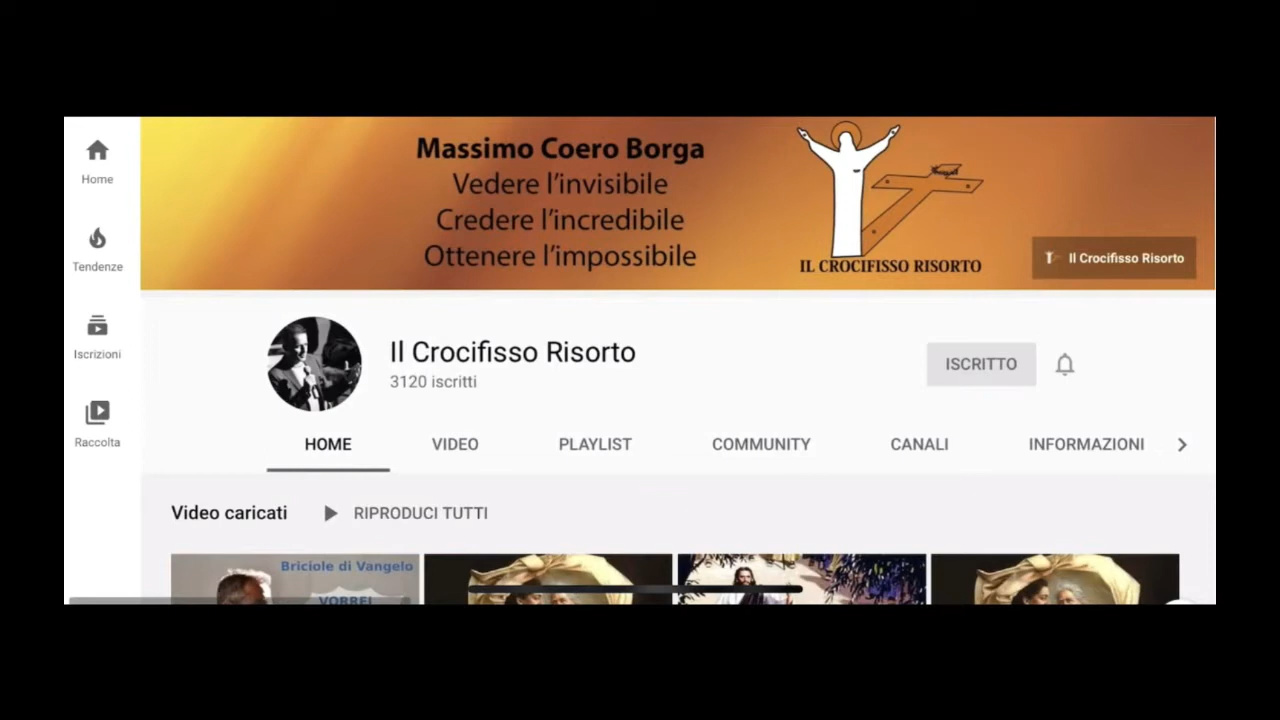 Massimo Coero Borga
Vedere l'invisibile
Credere l'incredibile
Ottenere l'impossibile
IL CROCIFISSO RISORTO
Il Crocifisso Risorto
Home
Tendenze
Iscrizioni
Raccolta
Il Crocifisso Risorto
3120 iscritti
ISCRITTO
HOME VIDEO PLAYLIST COMMUNITY CANALI INFORMAZIONI
Video caricati RIPRODUCI TUTTI
Briciole di Vangelo
VORREI